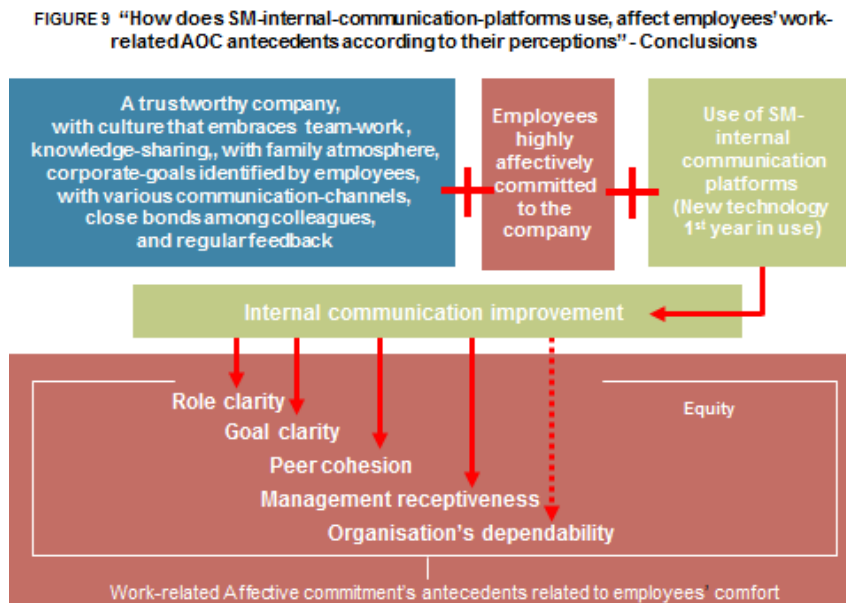 FIGURE 9 “How does SM-internal-communication-platforms use, affect employees’ work-
related AOC antecedents according to their perceptions” - Conclusions
A trustworthy company,
with culture that embraces team-work,
knowledge-sharing,, with family atmosphere,
corporate-goals identified by employees,
with various communication-channels,
close bonds among colleagues,
and regular feedback
Employees
highly
affectively
committed
to the
company
Use of SM-
internal
communication
platforms
(New technology
1st year in use)
Internal communication improvement
Role clarity
Equity
Goal clarity
Peer cohesion
Management receptiveness
Organisation’s dependability
Work-related Affective commitment’s antecedents related to employees’ comfort